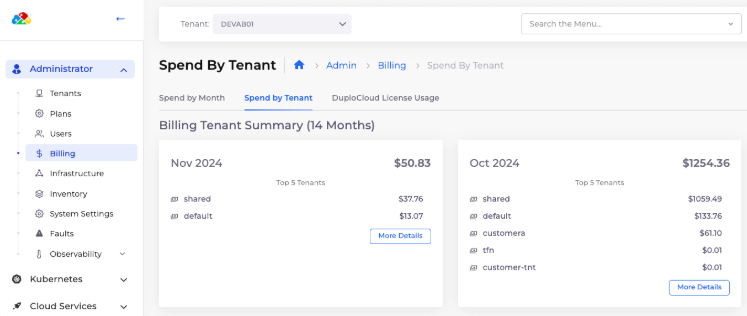 Tenant: DEVAB01
Search the Menu...
Administrator
Tenants
Plans
Users
Billing
Infrastructure
Inventory
System Settings
Faults
Observability
Kubernetes
Cloud Services
Spend By Tenant
Admin > Billing > Spend By Tenant
Spend by Month Spend by Tenant DuploCloud License Usage
Billing Tenant Summary (14 Months)
Nov 2024 $50.83
Top 5 Tenants
shared $37.76
default $13.07
More Details
Oct 2024 $1254.36
Top 5 Tenants
shared $1059.49
default $133.76
customera $61.10
tfn $0.01
customer-tnt $0.01
More Details